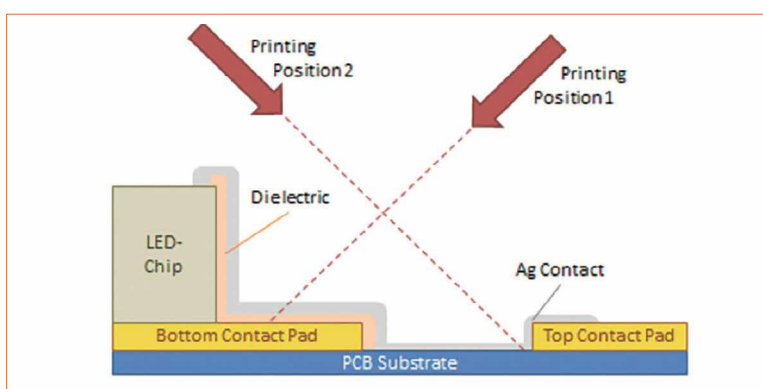 Printing
Position2
Printing
Position1
Dielectric
LED-
Chip
Ag Contact
Bottom Contact Pad
Top Contact Pad
PCB Substrate